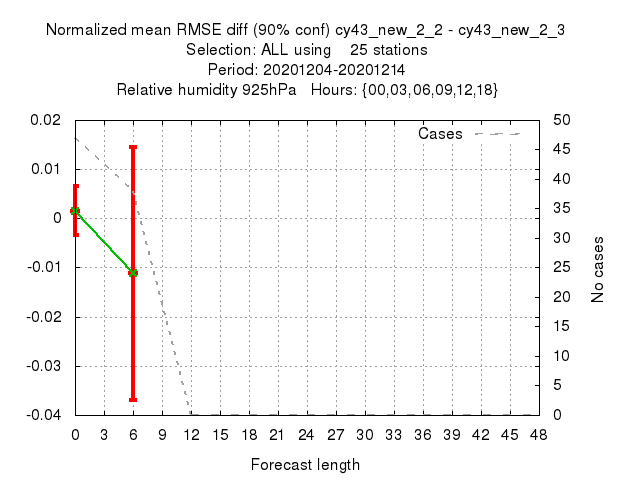 Normalized mean RMSE diff (90% conf) cy43_new_2_2 - cy43_new_2_3
Selection: ALL using    25 stations
Period: 20201204-20201214
Relative humidity 925hPa   Hours: {00,03,06,09,12,18}
Cases
0.02
0.01
0
-0.01
-0.02
-0.03
-0.04
50
45
40
35
30
25
20
15
10
5
0
No cases
0 3 6 9 12 15 18 21 24 27 30 33 36 39 42 45 48
Forecast length